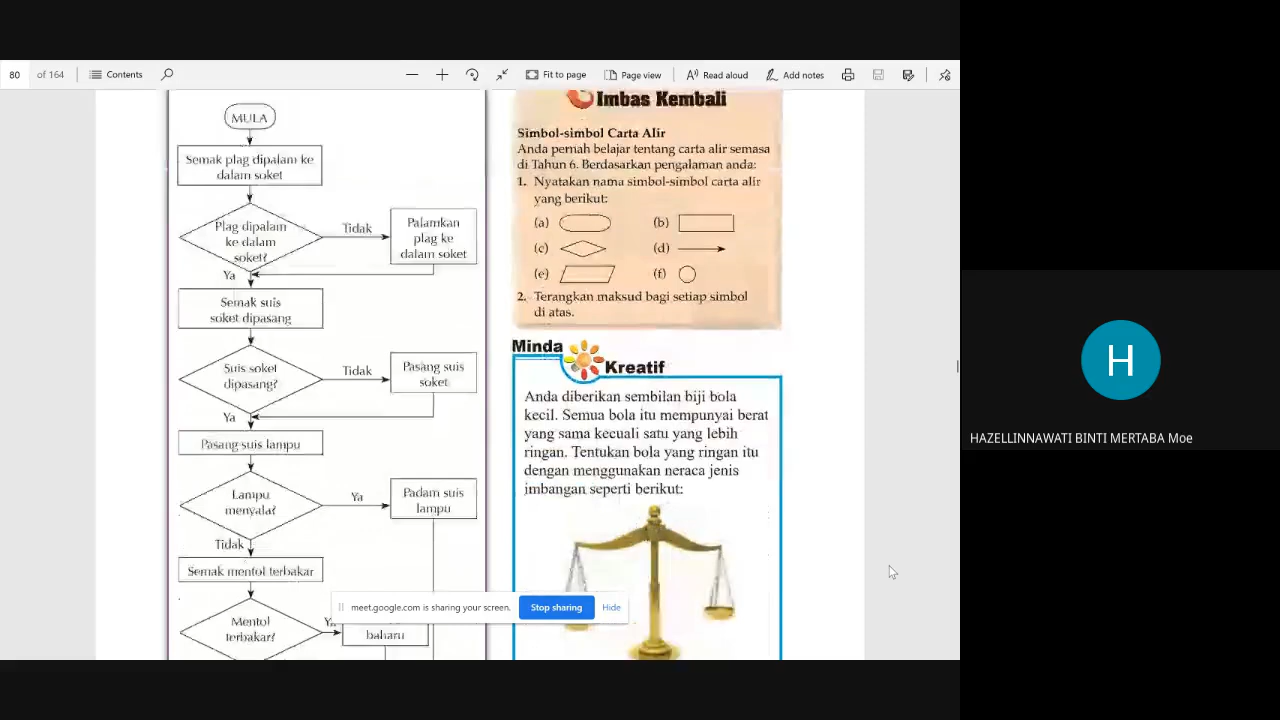 80 of 164 Contents Fit to page Page view Read aloud Add notes
MULA
Semak plag dipalam ke
dalam soket
Plag dipalam
ke dalam
soket?
Tidak
Palamkan
plag ke
dalam soket
Ya
Semak suis
soket dipasang
Suis soket
dipasang?
Tidak
Pasang suis
soket
Ya
Pasang suis lampu
Lampu
menyala?
Ya
Padam suis
lampu
Tidak
Semak mentol terbakar
Mentol
terbakar?
Ya
baharu
Imbas Kembali
Simbol-simbol Carta Alir
Anda pernah belajar tentang carta alir semasa
di Tahun 6. Berdasarkan pengalaman anda:
1. Nyatakan nama simbol-simbol carta alir
yang berikut:
(a) (b)
(c) (d)
(e) (f)
2. Terangkan maksud bagi setiap simbol
di atas.
Minda
Kreatif
Anda diberikan sembilan biji bola
kecil. Semua bola itu mempunyai berat
yang sama kecuali satu yang lebih
ringan. Tentukan bola yang ringan itu
dengan menggunakan neraca jenis
imbangan seperti berikut:
meet.google.com is sharing your screen. Stop sharing Hide
H
HAZELLINNAWATI BINTI MERTABA Moe